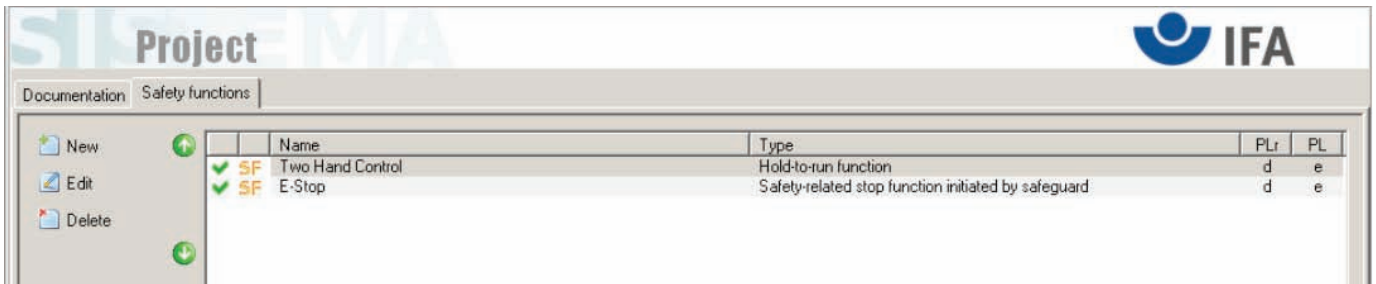 SISTEMA
Project
IFA
Documentation Safety functions
New
Edit
Delete
Name Type PLr PL
SF Two Hand Control Hold-to-run function d e
SF E-Stop Safety-related stop function initiated by safeguard d e